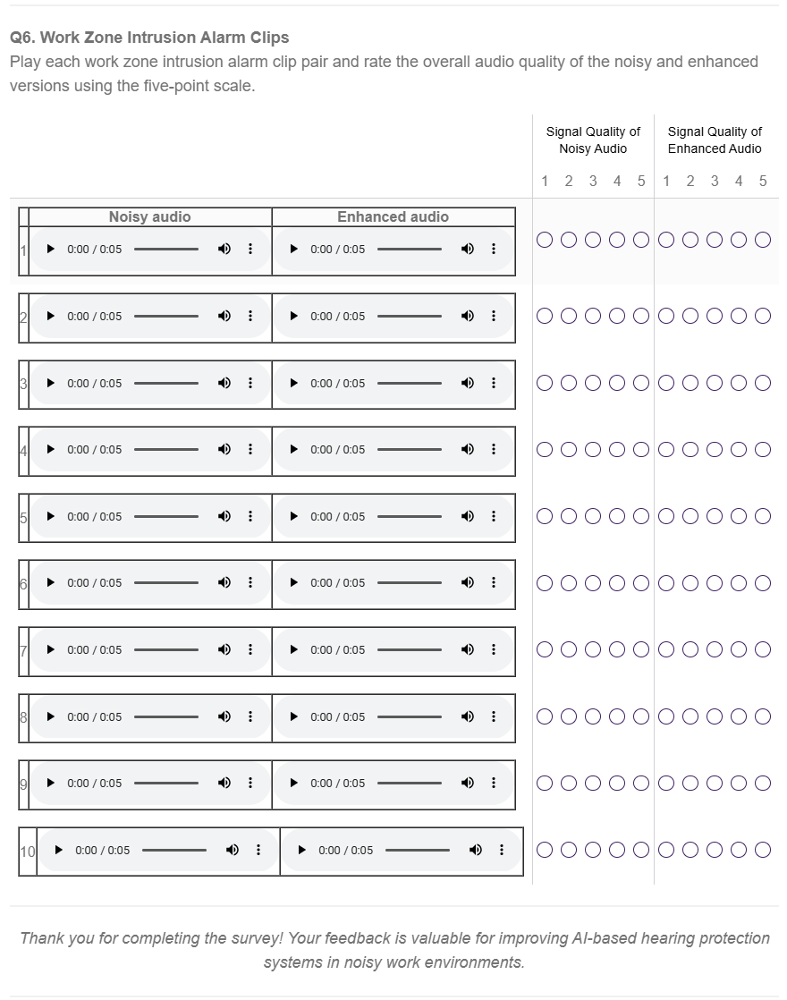 Q6. Work Zone Intrusion Alarm Clips
Play each work zone intrusion alarm clip pair and rate the overall audio quality of the noisy and enhanced
versions using the five-point scale.
Signal Quality of Signal Quality of
Noisy Audio Enhanced Audio
1 2 3 4 5 1 2 3 4 5
Noisy audio Enhanced audio
1 0:00 / 0:05 0:00 / 0:05
2 0:00 / 0:05 0:00 / 0:05
3 0:00 / 0:05 0:00 / 0:05
4 0:00 / 0:05 0:00 / 0:05
5 0:00 / 0:05 0:00 / 0:05
6 0:00 / 0:05 0:00 / 0:05
7 0:00 / 0:05 0:00 / 0:05
8 0:00 / 0:05 0:00 / 0:05
9 0:00 / 0:05 0:00 / 0:05
10 0:00 / 0:05 0:00 / 0:05
Thank you for completing the survey! Your feedback is valuable for improving AI-based hearing protection
systems in noisy work environments.